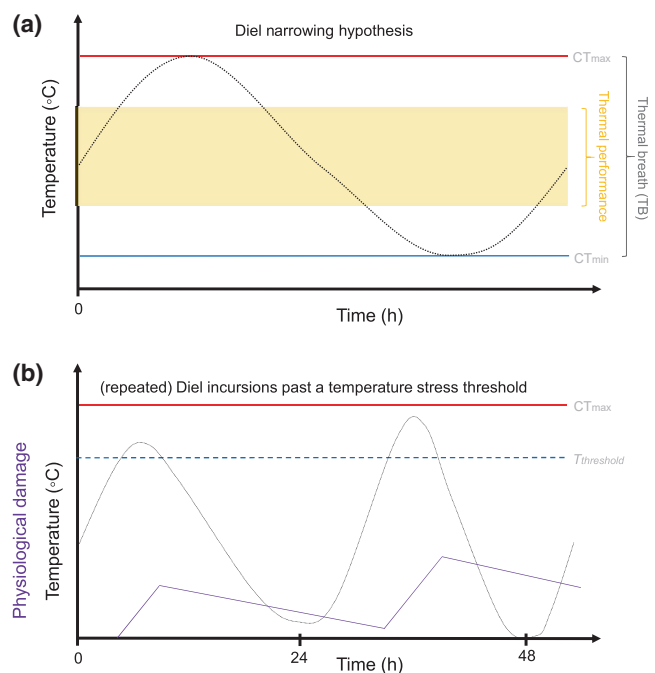 (a)
Diel narrowing hypothesis
CTmax
Temperature (°C)
Thermal performance
Thermal breath (TB)
CTmin
0
Time (h)
(b)
(repeated) Diel incursions past a temperature stress threshold
CTmax
Tthreshold
Physiological damage
Temperature (°C)
0
24
48
Time (h)